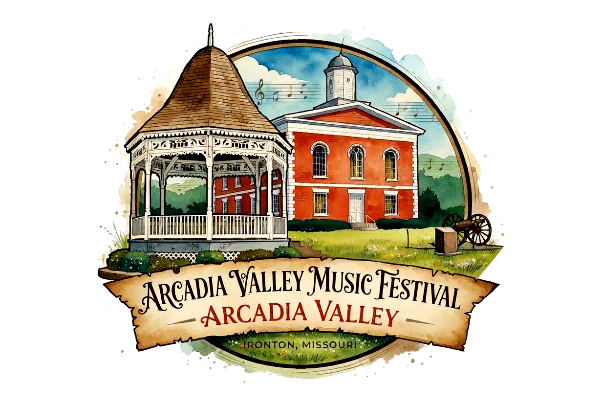 ARCADIA VALLEY MUSIC FESTIVAL
ARCADIA VALLEY
IRONTON, MISSOURI